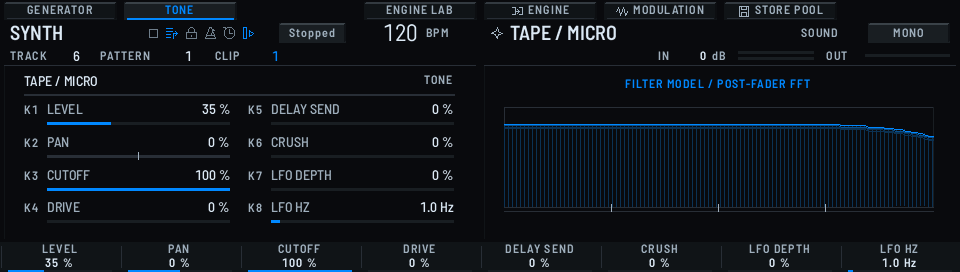 GENERATOR TONE ENGINE LAB ENGINE MODULATION STORE POOL
SYNTH Stopped 120 BPM TAPE / MICRO SOUND MONO
TRACK 6 PATTERN 1 CLIP 1 IN 0 dB OUT
TAPE / MICRO TONE
FILTER MODEL / POST-FADER FFT
K1 LEVEL 35 % K5 DELAY SEND 0 %
K2 PAN 0 % K6 CRUSH 0 %
K3 CUTOFF 100 % K7 LFO DEPTH 0 %
K4 DRIVE 0 % K8 LFO HZ 1.0 Hz
LEVEL PAN CUTOFF DRIVE DELAY SEND CRUSH LFO DEPTH LFO HZ
35 % 0 % 100 % 0 % 0 % 0 % 0 % 1.0 Hz